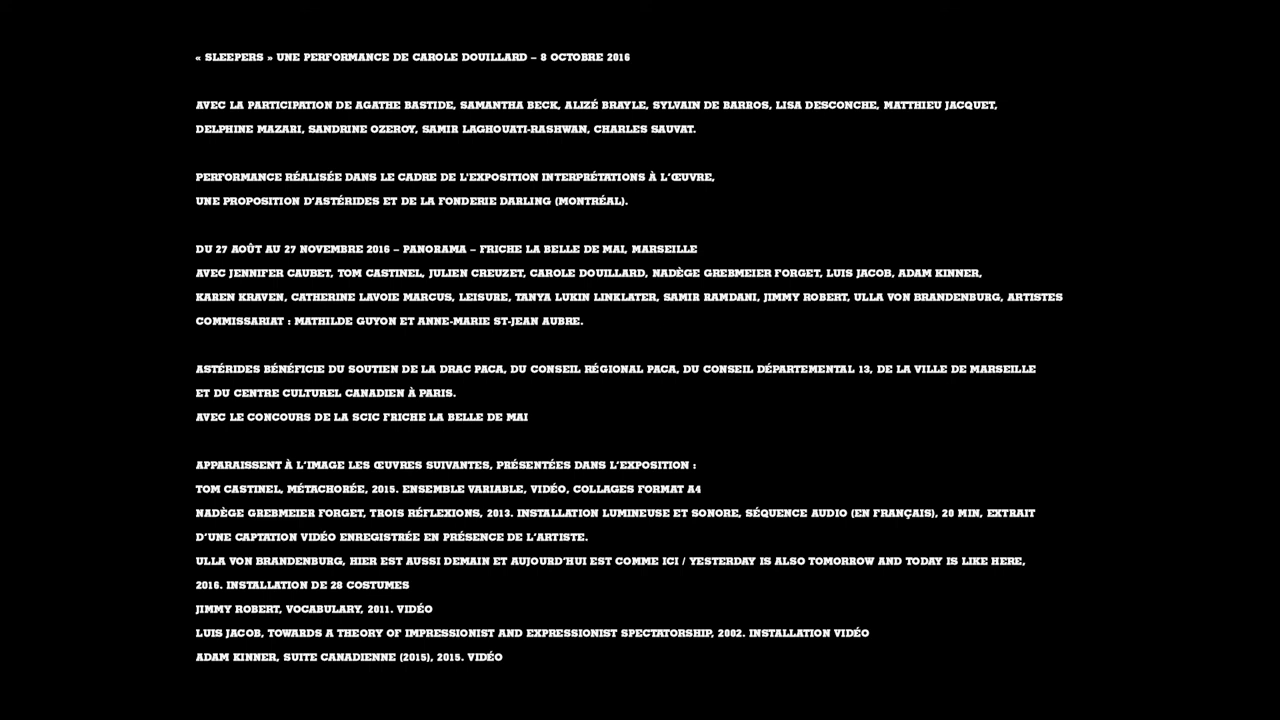 « SLEEPERS » UNE PERFORMANCE DE CAROLE DOUILLARD – 8 OCTOBRE 2016
AVEC LA PARTICIPATION DE AGATHE BASTIDE, SAMANTHA BECK, ALIZÉ BRAYLE, SYLVAIN DE BARROS, LISA DESCONCHE, MATTHIEU JACQUET,
DELPHINE MAZARI, SANDRINE OZEROY, SAMIR LAGHOUATI-RASHWAN, CHARLES SAUVAT.
PERFORMANCE RÉALISÉE DANS LE CADRE DE L'EXPOSITION INTERPRÉTATIONS À L'ŒUVRE,
UNE PROPOSITION D'ASTÉRIDES ET DE LA FONDERIE DARLING (MONTRÉAL).
DU 27 AOÛT AU 27 NOVEMBRE 2016 – PANORAMA – FRICHE LA BELLE DE MAI, MARSEILLE
AVEC JENNIFER CAUBET, TOM CASTINEL, JULIEN CREUZET, CAROLE DOUILLARD, NADÈGE GREBMEIER FORGET, LUIS JACOB, ADAM KINNER,
KAREN KRAVEN, CATHERINE LAVOIE MARCUS, LEISURE, TANYA LUKIN LINKLATER, SAMIR RAMDANI, JIMMY ROBERT, ULLA VON BRANDENBURG, ARTISTES
COMMISSARIAT : MATHILDE GUYON ET ANNE-MARIE ST-JEAN AUBRE.
ASTÉRIDES BÉNÉFICIE DU SOUTIEN DE LA DRAC PACA, DU CONSEIL RÉGIONAL PACA, DU CONSEIL DÉPARTEMENTAL 13, DE LA VILLE DE MARSEILLE
ET DU CENTRE CULTUREL CANADIEN À PARIS.
AVEC LE CONCOURS DE LA SCIC FRICHE LA BELLE DE MAI
APPARAISSENT À L'IMAGE LES ŒUVRES SUIVANTES, PRÉSENTÉES DANS L'EXPOSITION :
TOM CASTINEL, MÉTACHORÉE, 2015. ENSEMBLE VARIABLE, VIDÉO, COLLAGES FORMAT A4
NADÈGE GREBMEIER FORGET, TROIS RÉFLEXIONS, 2013. INSTALLATION LUMINEUSE ET SONORE, SÉQUENCE AUDIO (EN FRANÇAIS), 20 MIN, EXTRAIT
D'UNE CAPTATION VIDÉO ENREGISTRÉE EN PRÉSENCE DE L'ARTISTE.
ULLA VON BRANDENBURG, HIER EST AUSSI DEMAIN ET AUJOURD'HUI EST COMME ICI / YESTERDAY IS ALSO TOMORROW AND TODAY IS LIKE HERE,
2016. INSTALLATION DE 28 COSTUMES
JIMMY ROBERT, VOCABULARY, 2011. VIDÉO
LUIS JACOB, TOWARDS A THEORY OF IMPRESSIONIST AND EXPRESSIONIST SPECTATORSHIP, 2002. INSTALLATION VIDÉO
ADAM KINNER, SUITE CANADIENNE (2015), 2015. VIDÉO